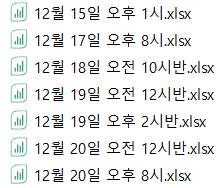 12월 15일 오후 1시.xlsx
12월 17일 오후 8시.xlsx
12월 18일 오전 10시반.xlsx
12월 19일 오전 12시반.xlsx
12월 19일 오후 2시반.xlsx
12월 20일 오전 12시반.xlsx
12월 20일 오후 8시.xlsx